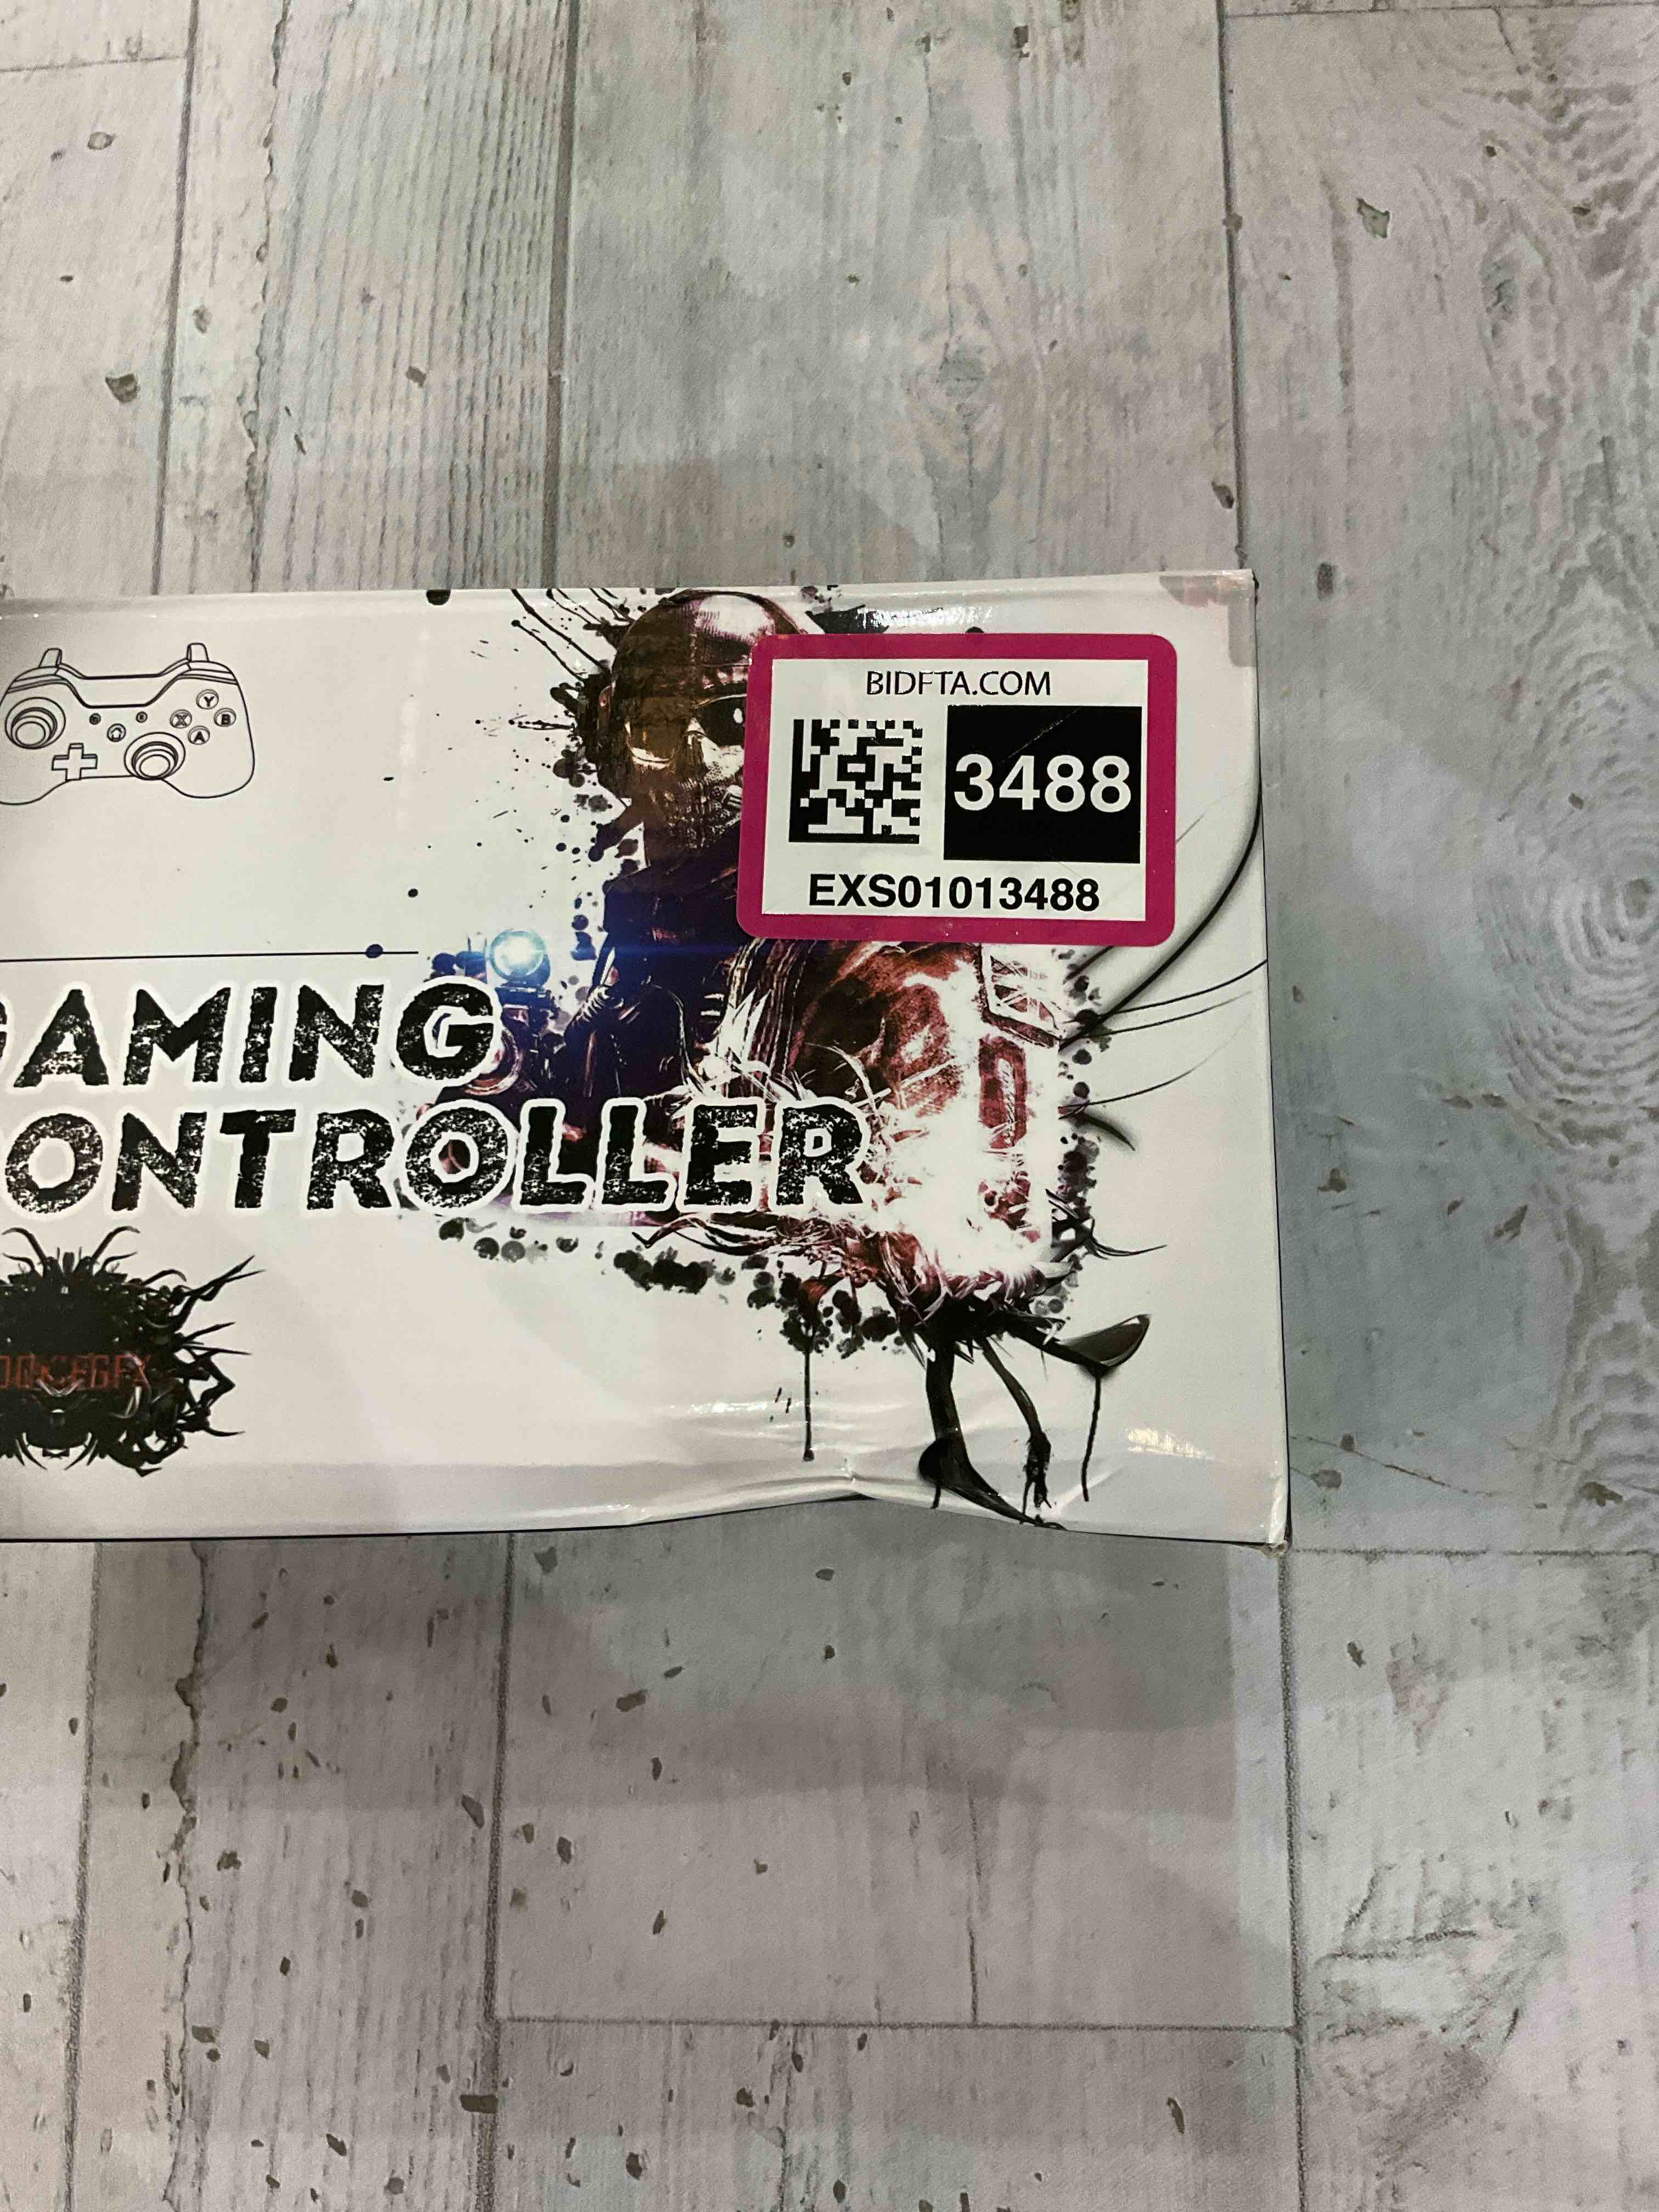 Y
X B
A
BIDFTA.COM
3488
EXS01013488
GAMING
ONTROLLER